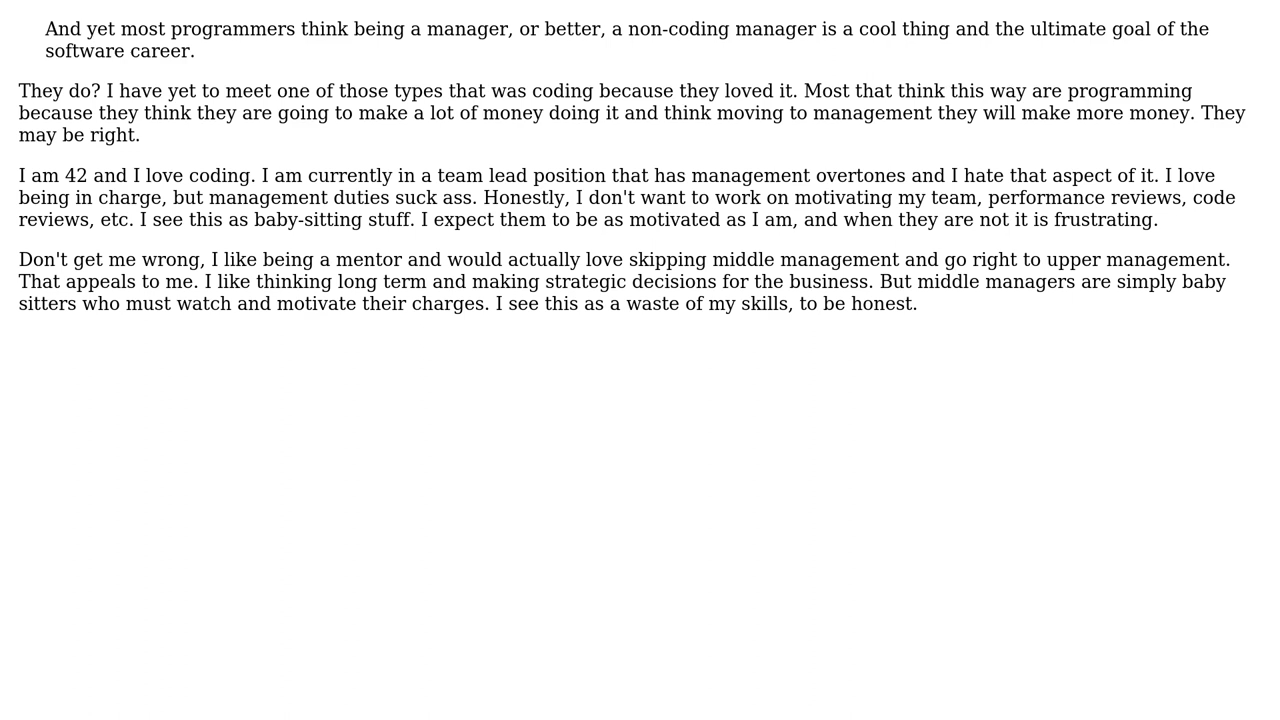 And yet most programmers think being a manager, or better, a non-coding manager is a cool thing and the ultimate goal of the
software career.
They do? I have yet to meet one of those types that was coding because they loved it. Most that think this way are programming
because they think they are going to make a lot of money doing it and think moving to management they will make more money. They
may be right.
I am 42 and I love coding. I am currently in a team lead position that has management overtones and I hate that aspect of it. I love
being in charge, but management duties suck ass. Honestly, I don't want to work on motivating my team, performance reviews, code
reviews, etc. I see this as baby-sitting stuff. I expect them to be as motivated as I am, and when they are not it is frustrating.
Don't get me wrong, I like being a mentor and would actually love skipping middle management and go right to upper management.
That appeals to me. I like thinking long term and making strategic decisions for the business. But middle managers are simply baby
sitters who must watch and motivate their charges. I see this as a waste of my skills, to be honest.